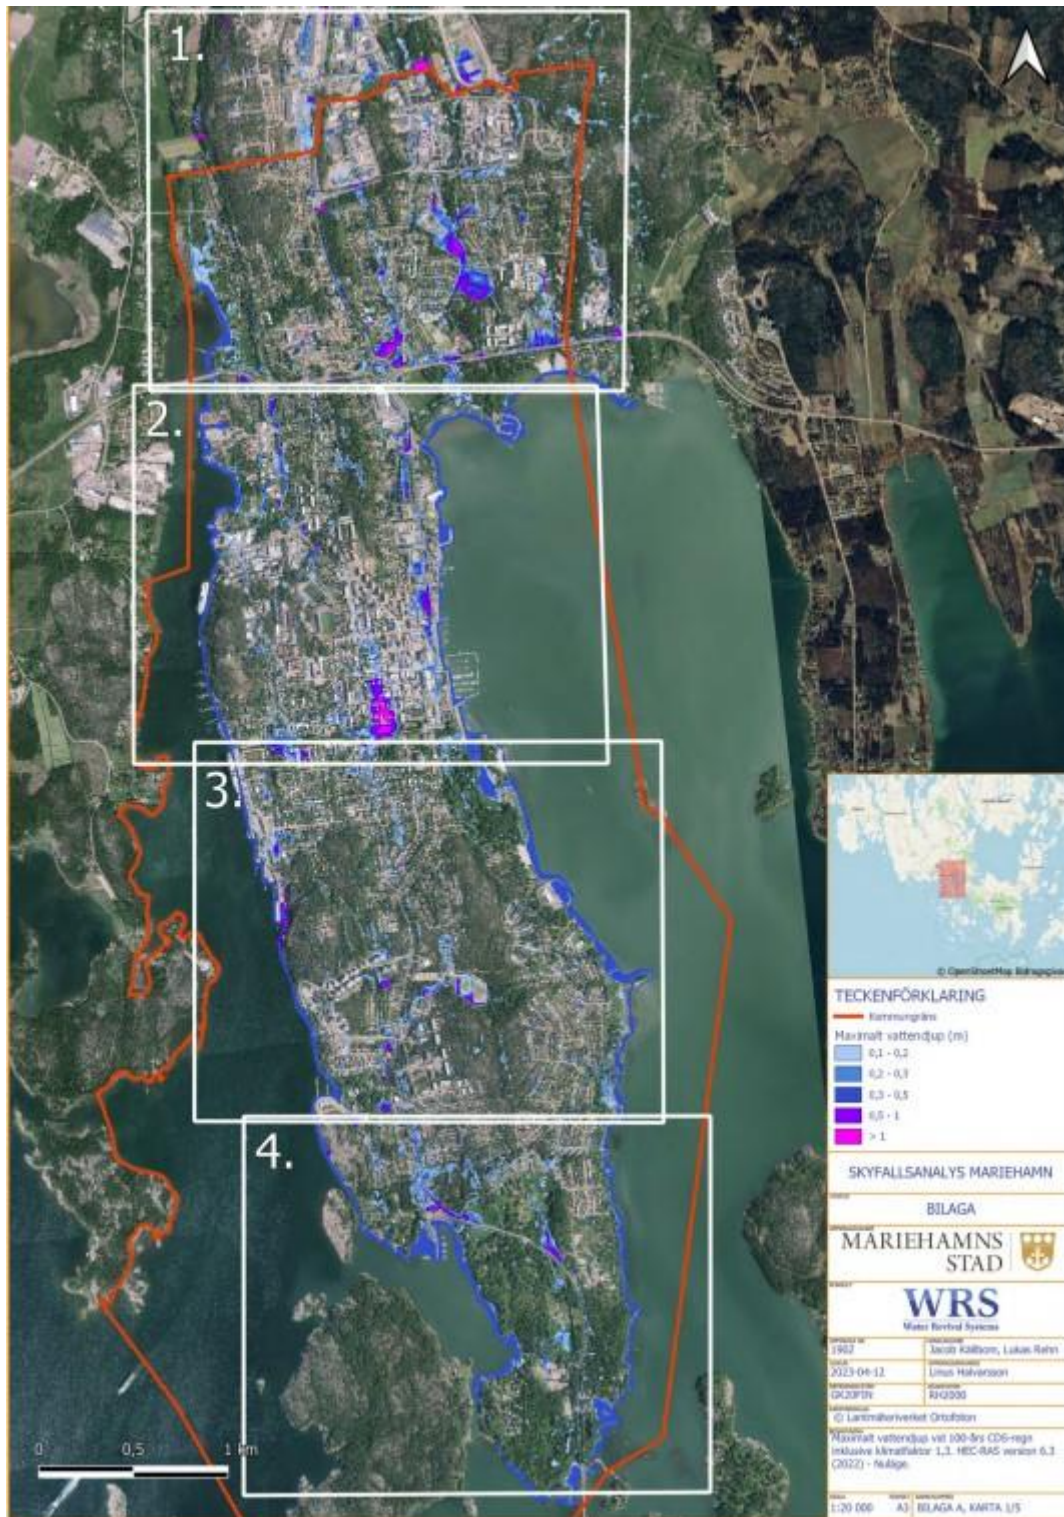 1.
2.
3.
4.
0 0,5 1 km
© OpenStreetMap
TECKENFÖRKLARING
Kommungräns
Maximalt vattendjup (m)
0,1 - 0,2
0,2 - 0,3
0,3 - 0,5
0,5 - 1
> 1
SKYFALLSANALYS MARIEHAMN
BILAGA
MARIEHAMNS
STAD
WRS
Water Revival Systems
1902 Jacob Källbom, Lukas Rehn
2023-04-12 Linus Halvarsson
GK20FIN RH2000
© Lantmäteriverket Ortofoton
Maximalt vattendjup vid 100-års CDS-regn
inklusive klimatfaktor 1,3. HEC-RAS version 6.3
(2022) - Nuläge.
1:20 000 A3 BILAGA A, KARTA 1/5